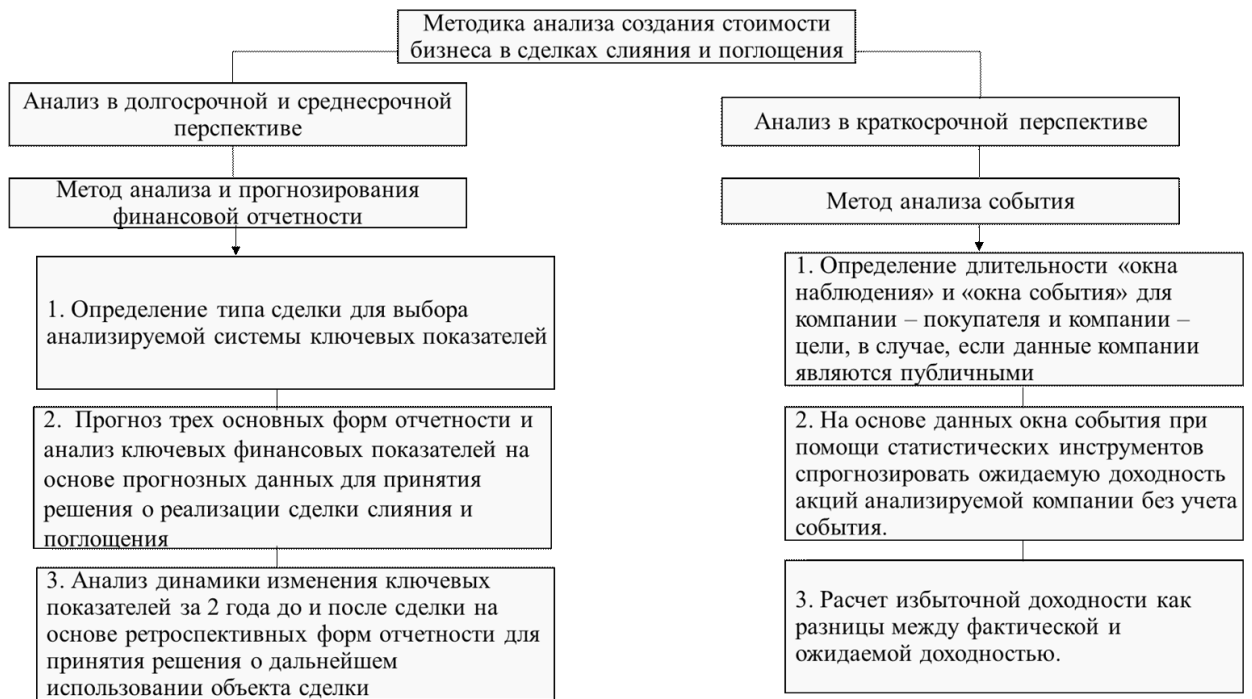 Методика анализа создания стоимости
бизнеса в сделках слияния и поглощения
Анализ в долгосрочной и среднесрочной
перспективе
Метод анализа и прогнозирования
финансовой отчетности
1. Определение типа сделки для выбора
анализируемой системы ключевых показателей
2. Прогноз трех основных форм отчетности и
анализ ключевых финансовых показателей на
основе прогнозных данных для принятия
решения о реализации сделки слияния и
поглощения
3. Анализ динамики изменения ключевых
показателей за 2 года до и после сделки на
основе ретроспективных форм отчетности для
принятия решения о дальнейшем
использовании объекта сделки
Анализ в краткосрочной перспективе
Метод анализа события
1. Определение длительности «окна
наблюдения» и «окна события» для
компании – покупателя и компании –
цели, в случае, если данные компании
являются публичными
2. На основе данных окна события при
помощи статистических инструментов
спрогнозировать ожидаемую доходность
акций анализируемой компании без учета
события.
3. Расчет избыточной доходности как
разницы между фактической и
ожидаемой доходностью.